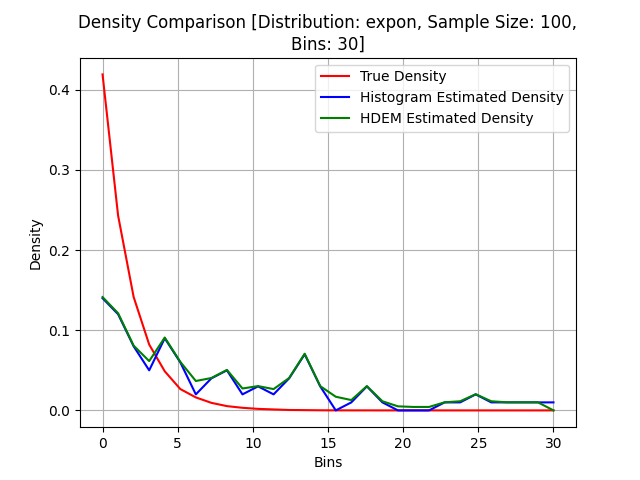 Density Comparison [Distribution: expon, Sample Size: 100,
Bins: 30]
True Density
Histogram Estimated Density
HDEM Estimated Density
Density
0.4
0.3
0.2
0.1
0.0
0 5 10 15 20 25 30
Bins